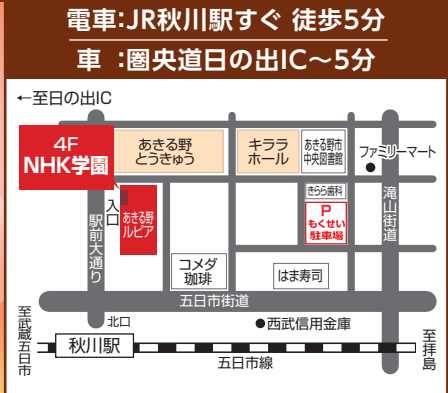 電車:JR秋川駅すぐ 徒歩5分
車 :圏央道日の出IC～5分
←至日の出IC
4F
NHK学園
あきる野
とうきゅう
キララ
ホール
あきる野市
中央図書館
ファミリーマート
入口
あきる野
ルピア
きらら歯科
P
もくせい
駐車場
駅前大通り
滝山街道
コメダ
珈琲
はま寿司
五日市街道
至武蔵五日市
北口
西武信用金庫
至拝島
秋川駅
五日市線